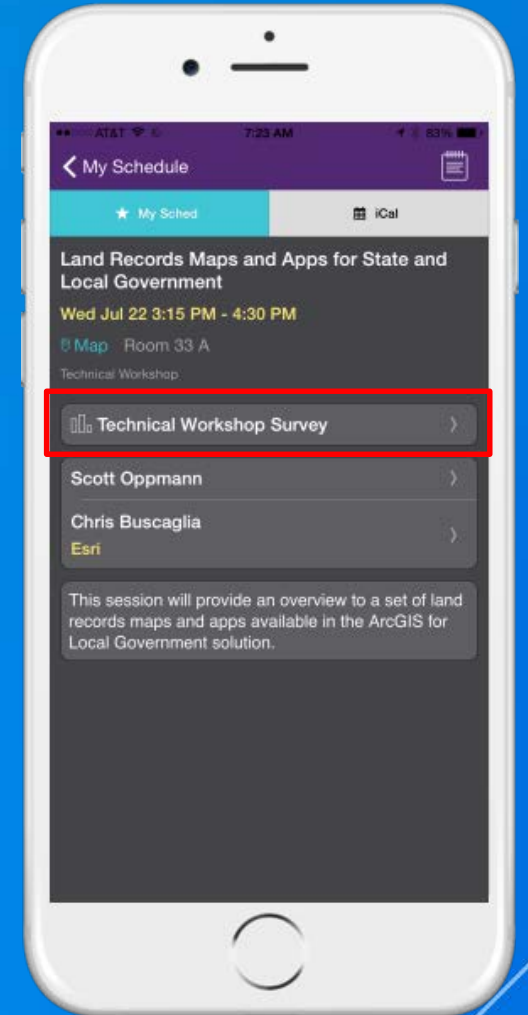 AT&T 7:23 AM 83%
My Schedule
My Sched iCal
Land Records Maps and Apps for State and
Local Government
Wed Jul 22 3:15 PM - 4:30 PM
Map Room 33 A
Technical Workshop
Technical Workshop Survey
Scott Oppmann
Chris Buscaglia
Esri
This session will provide an overview to a set of land
records maps and apps available in the ArcGIS for
Local Government solution.